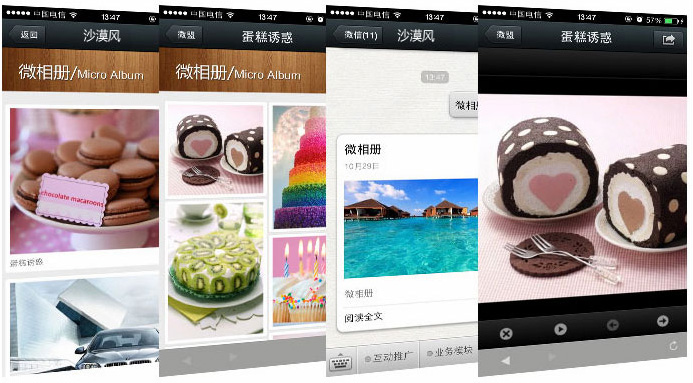 中国电信 13:47
返回 沙漠风
微相册/Micro Album
chocolate macaroons
蛋糕诱惑
中国电信 13:47
微盟 蛋糕诱惑
微相册/Micro Album
中国电信 13:47
微信(11) 沙漠风
13:47
微相册
微相册
10月29日
微相册
阅读全文
互动推广 业务模块
中国电信 13:47 57%
微盟 蛋糕诱惑